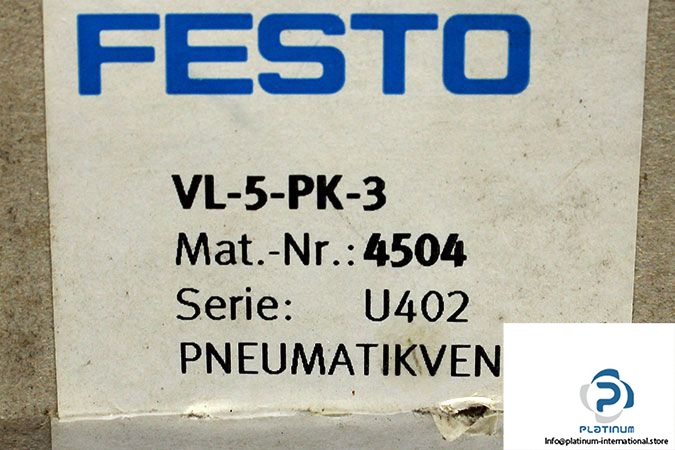 FESTO
VL-5-PK-3
Mat.-Nr.: 4504
Serie: U402
PNEUMATIKVEN
PLATINUM
Info@platinum-international.store